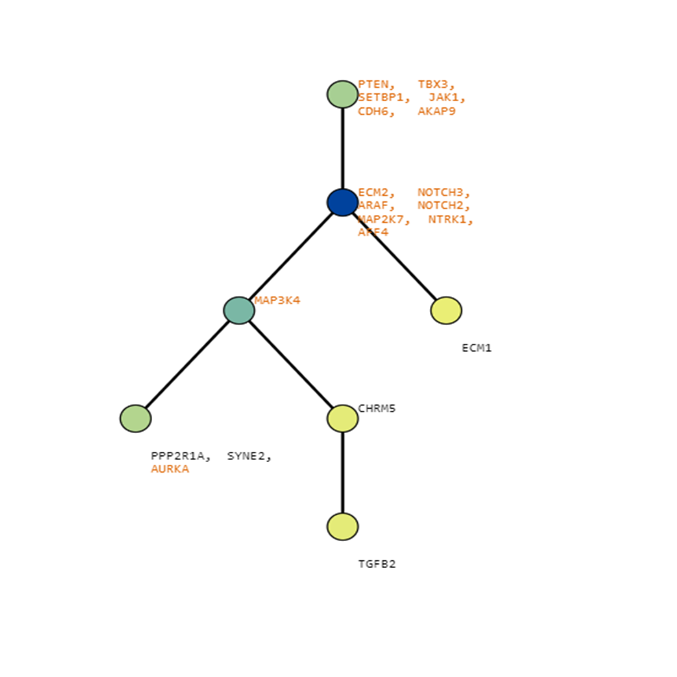 PTEN, TBX3,
SETBP1, JAK1,
CDH6, AKAP9
ECM2, NOTCH3,
ARAF, NOTCH2,
MAP2K7, NTRK1,
AFF4
MAP3K4
ECM1
CHRM5
PPP2R1A, SYNE2,
AURKA
TGFB2